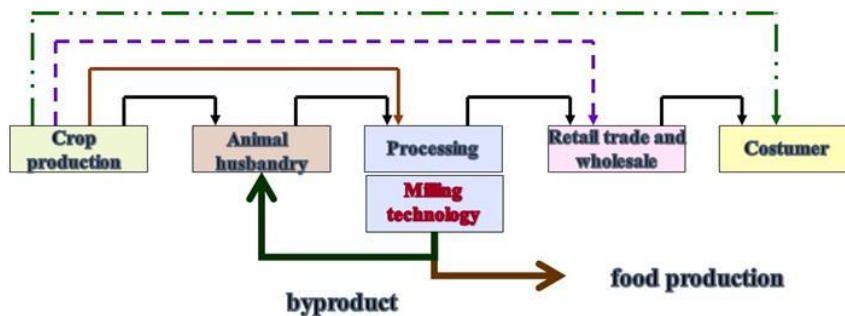 Crop
production
Animal
husbandry
Processing
Retail trade and
wholesale
Costumer
Milling
technology
food production
byproduct